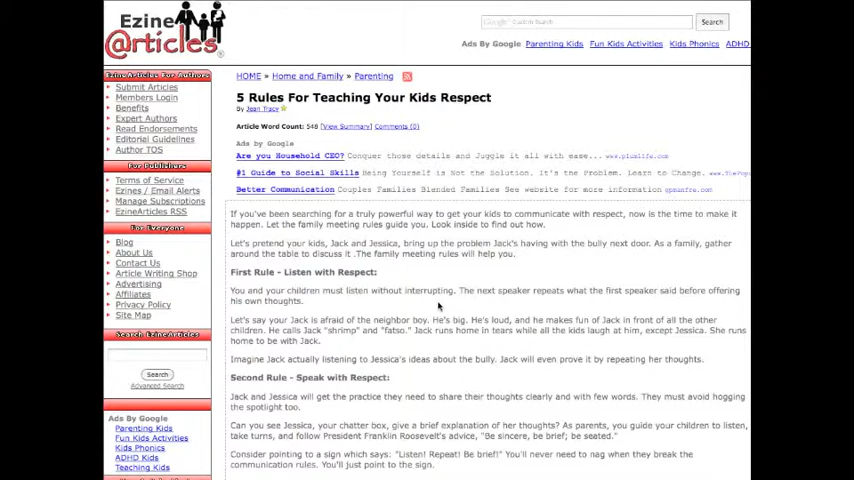 Ezine
@rticles
Google™ Custom Search
Search
Ads By Google Parenting Kids Fun Kids Activities Kids Phonics ADHD
EzineArticles For Authors
Submit Articles
Members Login
Benefits
Expert Authors
Read Endorsements
Editorial Guidelines
Author TOS
For Publishers
Terms of Service
Ezines / Email Alerts
Manage Subscriptions
EzineArticles RSS
For Everyone
Blog
About Us
Contact Us
Article Writing Shop
Advertising
Affiliates
Privacy Policy
Site Map
Search EzineArticles
Search
Advanced Search
Ads By Google
Parenting Kids
Fun Kids Activities
Kids Phonics
ADHD Kids
Teaching Kids
HOME » Home and Family » Parenting
5 Rules For Teaching Your Kids Respect
By Jean Tracy
Article Word Count: 548 [View Summary] Comments (0)
Ads by Google
Are you Household CEO? Conquer those details and Juggle it all with ease... www.pluslife.com
#1 Guide to Social Skills Being Yourself is Not the Solution. it's the Problem. Learn to Change.
Better Communication Couples Families Blended Families See website for more information
If you've been searching for a truly powerful way to get your kids to communicate with respect, now is the time to make it
happen. Let the family meeting rules guide you. Look inside to find out how.
Let's pretend your kids, Jack and Jessica, bring up the problem Jack's having with the bully next door. As a family, gather
around the table to discuss it .The family meeting rules will help you.
First Rule - Listen with Respect:
You and your children must listen without interrupting. The next speaker repeats what the first speaker said before offering
his own thoughts.
Let's say your Jack is afraid of the neighbor boy. He's big. He's loud, and he makes fun of Jack in front of all the other
children. He calls Jack "shrimp" and "fatso." Jack runs home in tears while all the kids laugh at him, except Jessica. She runs
home to be with Jack.
Imagine Jack actually listening to Jessica's ideas about the bully. Jack will even prove it by repeating her thoughts.
Second Rule - Speak with Respect:
Jack and Jessica will get the practice they need to share their thoughts clearly and with few words. They must avoid hogging
the spotlight too.
Can you see Jessica, your chatter box, give a brief explanation of her thoughts? As parents, you guide your children to listen,
take turns, and follow President Franklin Roosevelt's advice, "Be sincere, be brief; be seated."
Consider pointing to a sign which says: "Listen! Repeat! Be brief!" You'll never need to nag when they break the
communication rules. You'll just point to the sign.